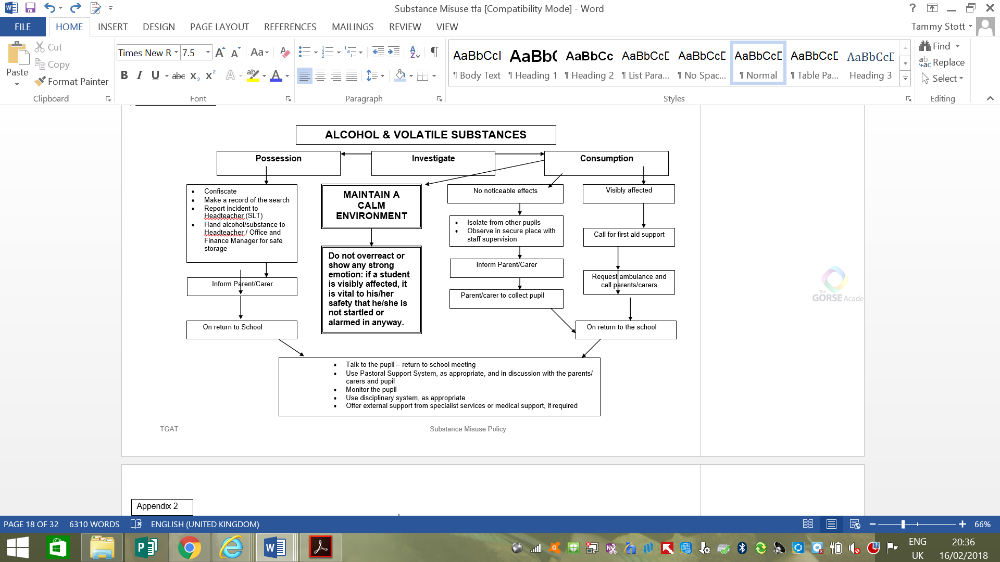 Substance Misuse tfa [Compatibility Mode] - Word
FILE HOME INSERT DESIGN PAGE LAYOUT REFERENCES MAILINGS REVIEW VIEW
Tammy Stott
Paste
Cut
Copy
Format Painter
Clipboard
Times New R 7.5
Font
Paragraph
AaBbCcI AaBb( AaBbCc AaBbCcD AaBbCcD AaBbCcD AaBbCcD AaBbCcD
¶ Body Text ¶ Heading 1 ¶ Heading 2 ¶ List Para... ¶ No Spac... ¶ Normal ¶ Table Pa... Heading 3
Styles
Find
Replace
Select
Editing
ALCOHOL & VOLATILE SUBSTANCES
Possession
Investigate
Consumption
• Confiscate
• Make a record of the search
• Report incident to
Headteacher (SLT)
• Hand alcohol/substance to
Headteacher / Office and
Finance Manager for safe
storage
Inform Parent/Carer
On return to School
MAINTAIN A
CALM
ENVIRONMENT
Do not overreact or
show any strong
emotion: if a student
is visibly affected, it
is vital to his/her
safety that he/she is
not startled or
alarmed in anyway.
No noticeable effects
• Isolate from other pupils
• Observe in secure place with
staff supervision
Inform Parent/Carer
Parent/carer to collect pupil
Visibly affected
Call for first aid support
Request ambulance and
call parents/carers
On return to the school
The
GORSE Acade
• Talk to the pupil – return to school meeting
• Use Pastoral Support System, as appropriate, and in discussion with the parents/
carers and pupil
• Monitor the pupil
• Use disciplinary system, as appropriate
• Offer external support from specialist services or medical support, if required
TGAT
Substance Misuse Policy
Appendix 2
PAGE 18 OF 32 6310 WORDS ENGLISH (UNITED KINGDOM)
66%
ENG
UK
20:36
16/02/2018